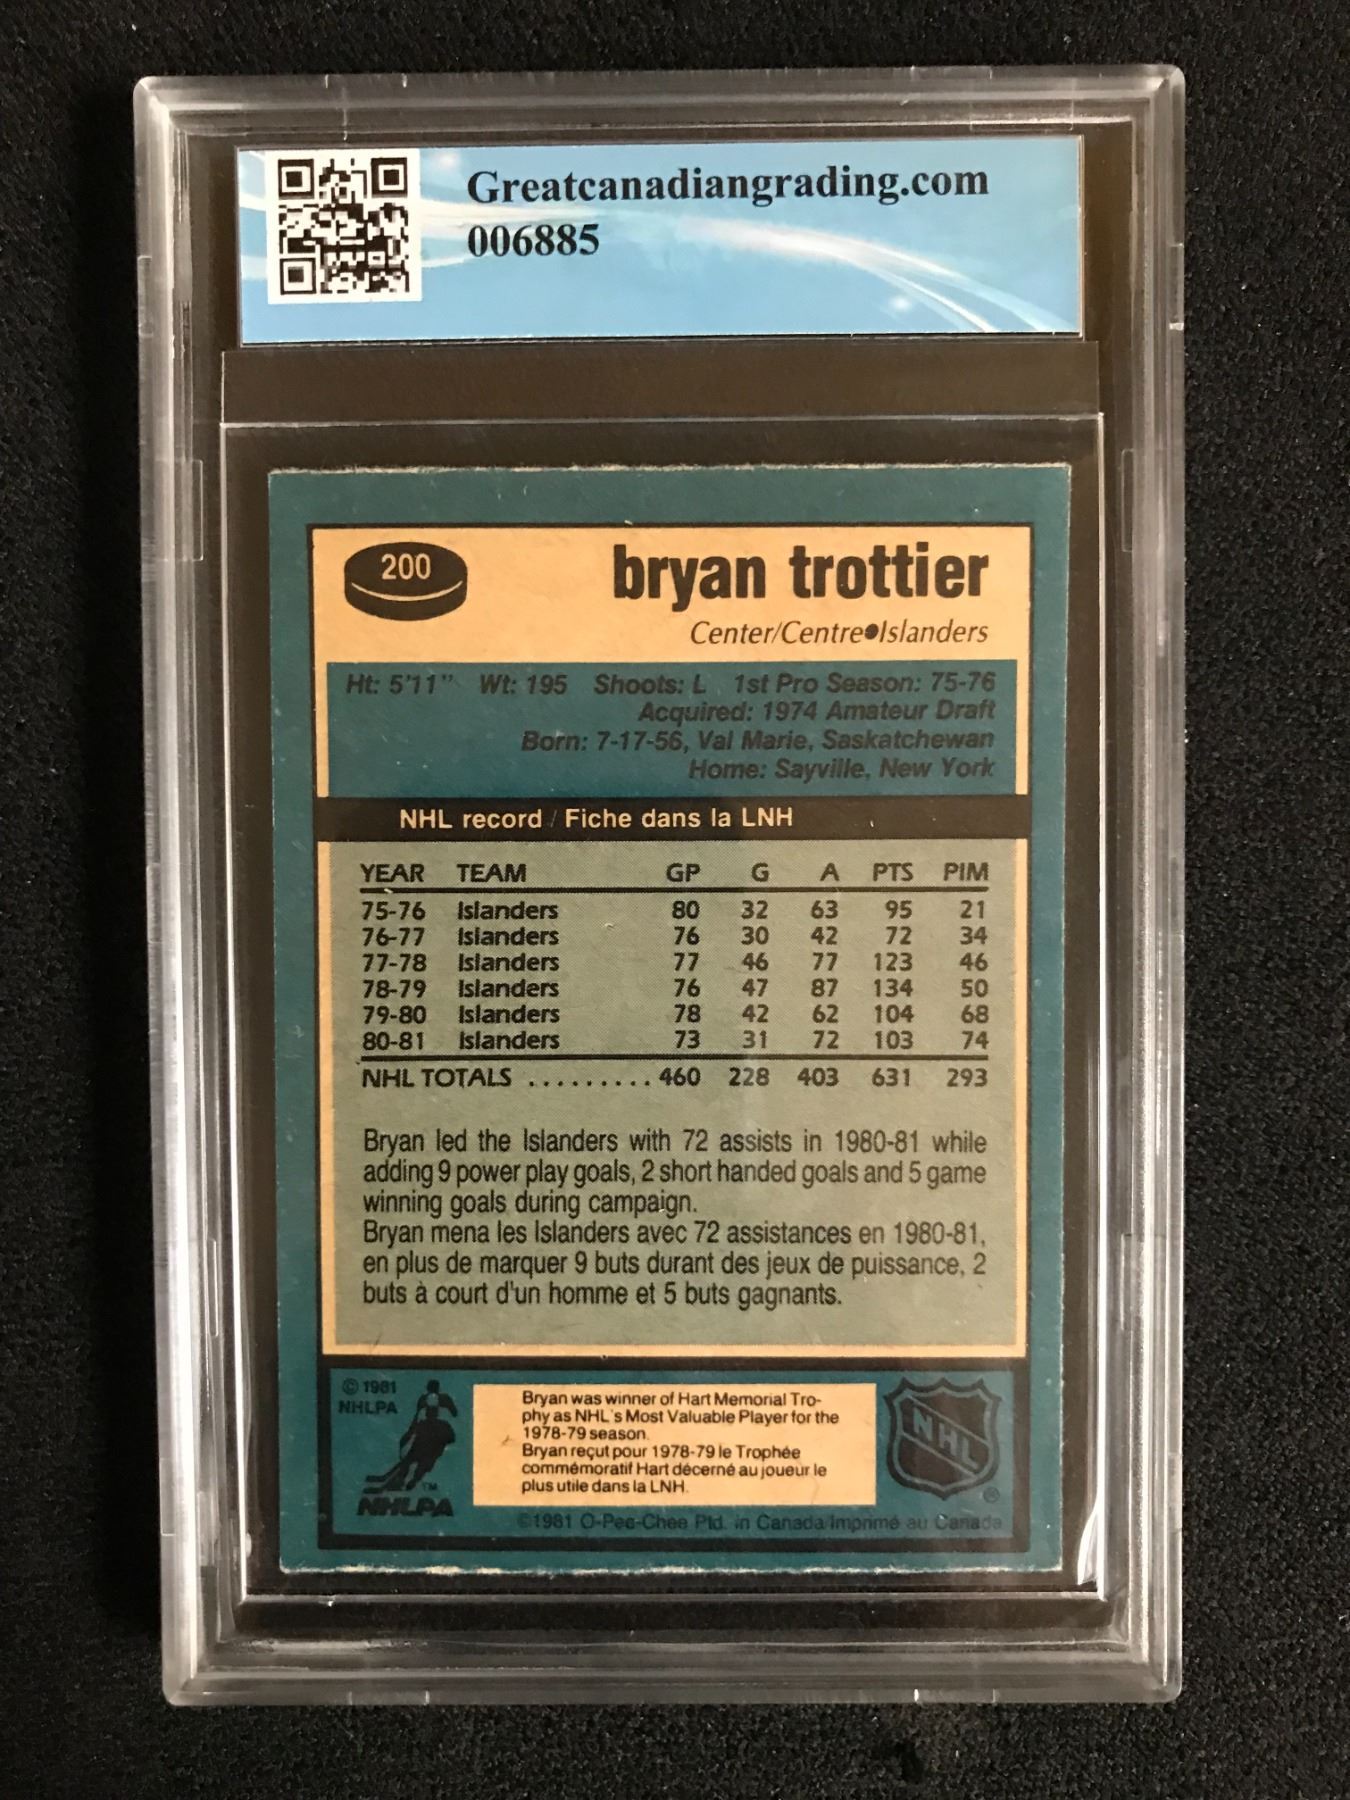 Greatcanadiangrading.com
006885
200
bryan trottier
Center/Centre●Islanders
Ht: 5'11" Wt: 195 Shoots: L 1st Pro Season: 75-76
Acquired: 1974 Amateur Draft
Born: 7-17-56, Val Marie, Saskatchewan
Home: Sayville, New York
NHL record / Fiche dans la LNH
YEAR TEAM GP G A PTS PIM
75-76 Islanders 80 32 63 95 21
76-77 Islanders 76 30 42 72 34
77-78 Islanders 77 46 77 123 46
78-79 Islanders 76 47 87 134 50
79-80 Islanders 78 42 62 104 68
80-81 Islanders 73 31 72 103 74
NHL TOTALS ......... 460 228 403 631 293
Bryan led the Islanders with 72 assists in 1980-81 while
adding 9 power play goals, 2 short handed goals and 5 game
winning goals during campaign.
Bryan mena les Islanders avec 72 assistances en 1980-81,
en plus de marquer 9 buts durant des jeux de puissance, 2
buts à court d'un homme et 5 buts gagnants.
© 1981
NHLPA
TM
NHLPA
Bryan was winner of Hart Memorial Tro-
phy as NHL's Most Valuable Player for the
1978-79 season.
Bryan reçut pour 1978-79 le Trophée
commémoratif Hart décerné au joueur le
plus utile dans la LNH.
NHL
®
©1981 O-Pee-Chee Ptd. in Canada/Imprimé au Canada